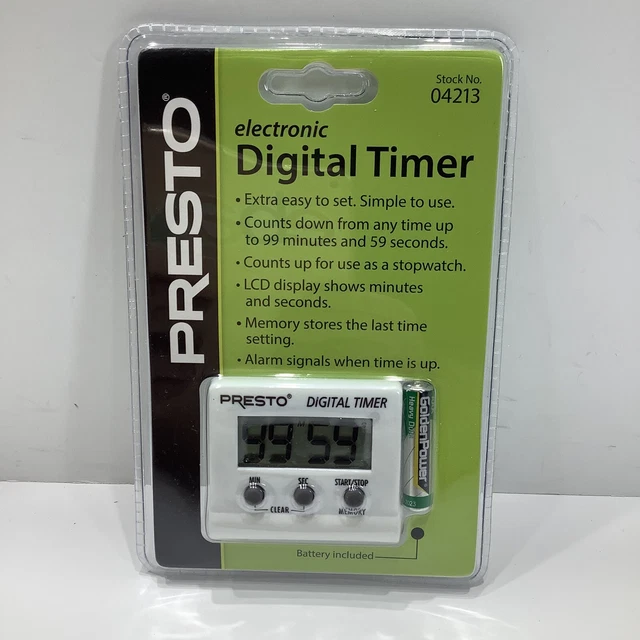 PRESTO®
Stock No.
04213
electronic
Digital Timer
• Extra easy to set. Simple to use.
• Counts down from any time up
to 99 minutes and 59 seconds.
• Counts up for use as a stopwatch.
• LCD display shows minutes
and seconds.
• Memory stores the last time
setting.
• Alarm signals when time is up.
PRESTO® DIGITAL TIMER
99 59
MIN SEC START/STOP
CLEAR MEMORY
GoldenPower
Heavy
Battery included